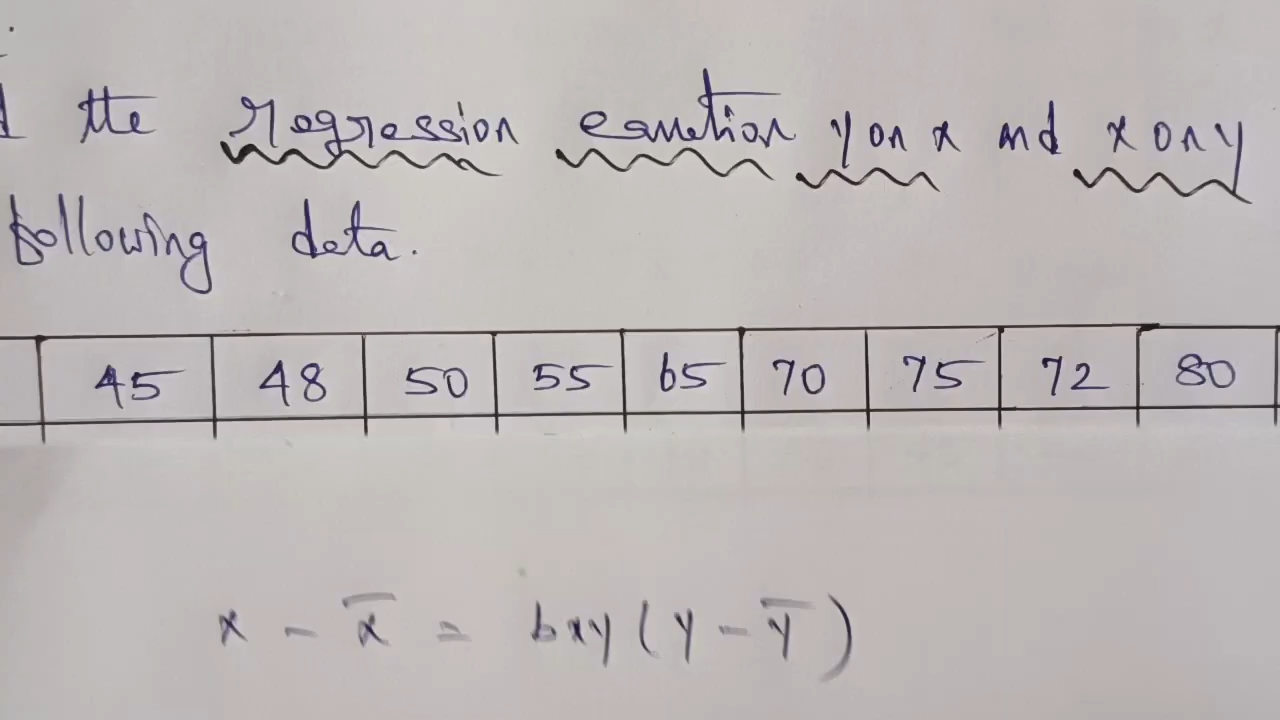 the regression equation y on x and x on y
following data.
45 48 50 55 65 70 75 72 80
x - x̅ = bxy (y - y̅)